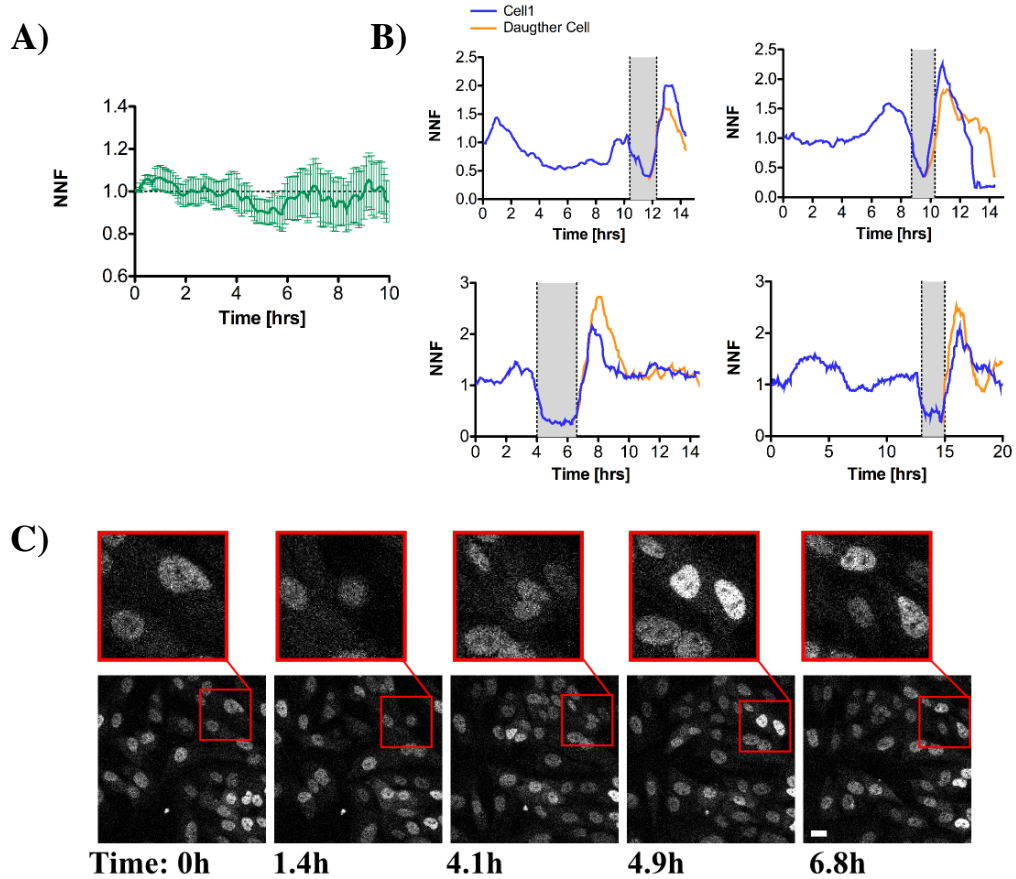 A)
1.4
1.2
1.0
0.8
0.6
NNF
0 2 4 6 8 10
Time [hrs]
B)
Cell1
Daugther Cell
2.5
2.0
1.5
1.0
0.5
0.0
NNF
0 2 4 6 8 10 12 14
Time [hrs]
2.5
2.0
1.5
1.0
0.5
0.0
NNF
0 2 4 6 8 10 12 14
Time [hrs]
3
2
1
0
NNF
0 2 4 6 8 10 12 14
Time [hrs]
3
2
1
0
NNF
0 5 10 15 20
Time [hrs]
C)
Time: 0h 1.4h 4.1h 4.9h 6.8h